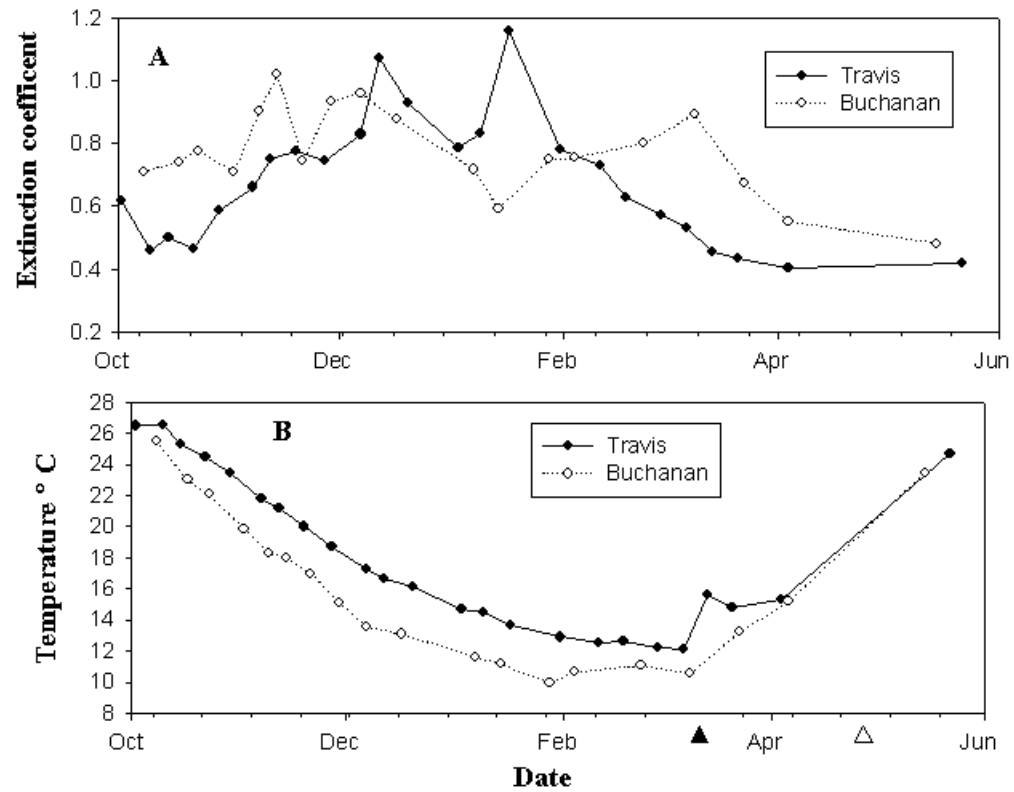 A
Extinction coefficent
1.2
1.0
0.8
0.6
0.4
0.2
Travis
Buchanan
Oct Dec Feb Apr Jun
B
Temperature ° C
28
26
24
22
20
18
16
14
12
10
8
Travis
Buchanan
Oct Dec Feb Apr Jun
Date